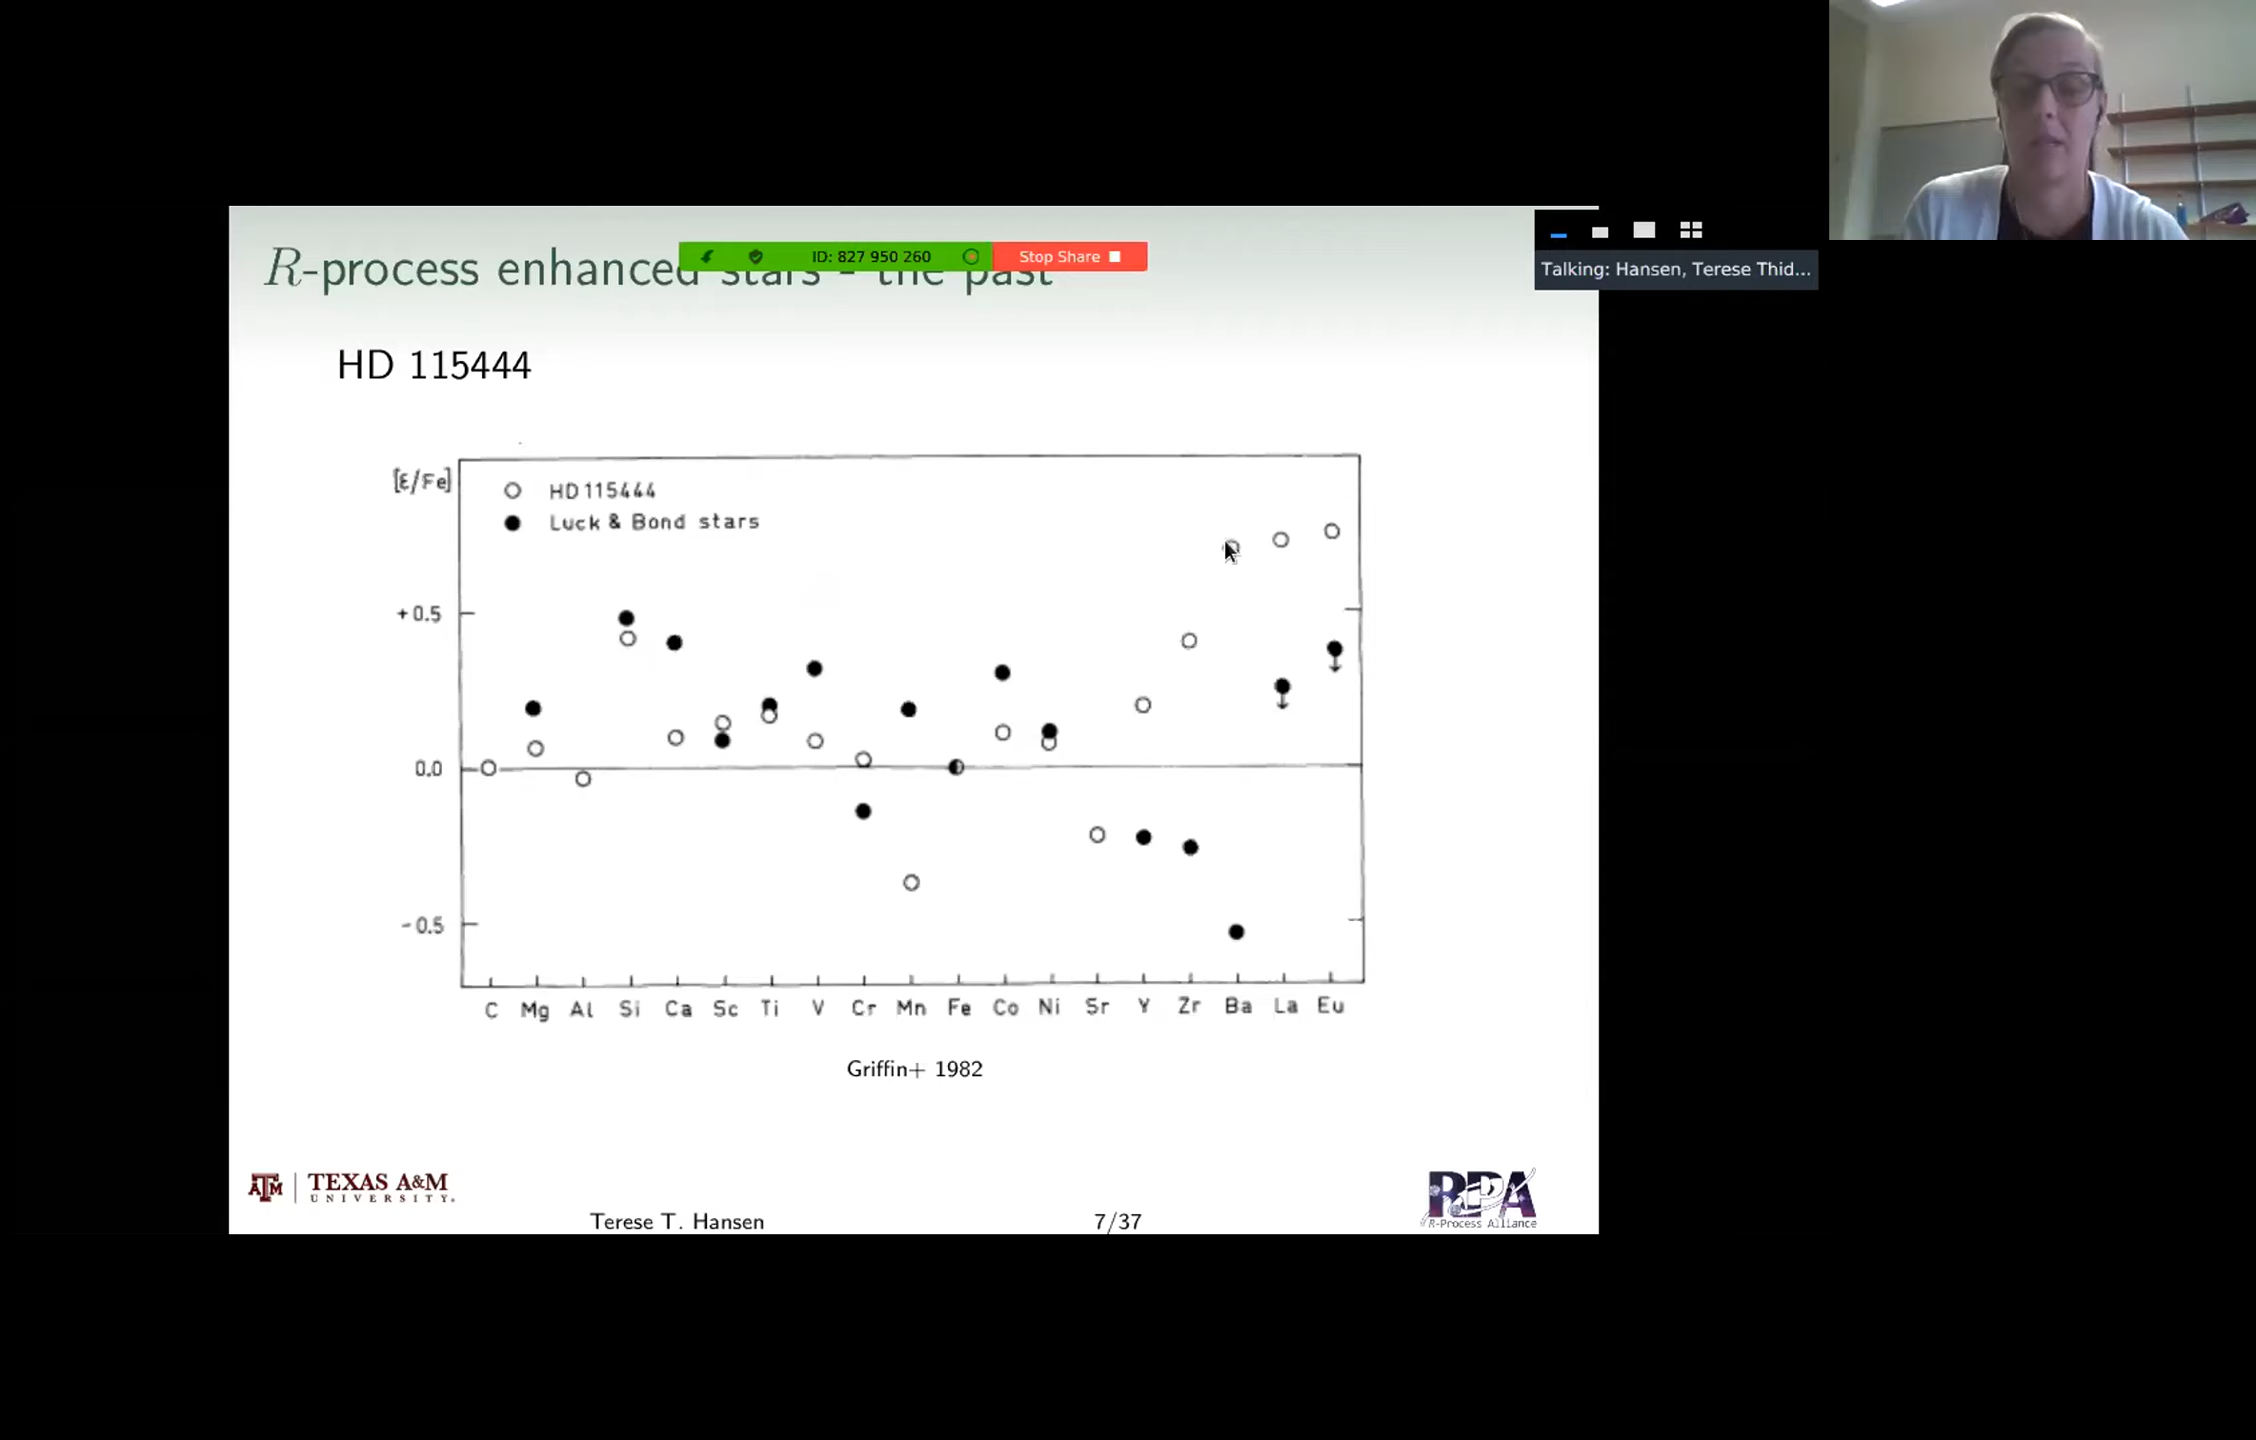 R-process enhanced stars - the past
ID: 827 950 260
Stop Share
Talking: Hansen, Terese Thid...
HD 115444
[E/Fe]
HD 115444
Luck & Bond stars
+0.5
0.0
-0.5
C Mg Al Si Ca Sc Ti V Cr Mn Fe Co Ni Sr Y Zr Ba La Eu
Griffin+ 1982
ATM
TEXAS A&M
UNIVERSITY.
RPA
R-Process Alliance
Terese T. Hansen
7/37